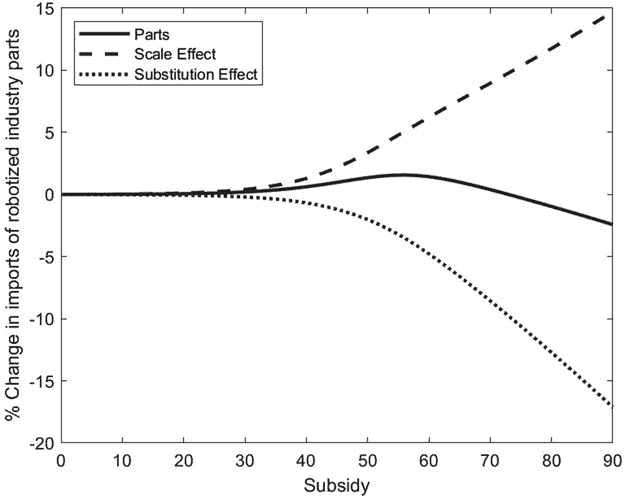 15
10
5
0
-5
-10
-15
-20
% Change in imports of robotized industry parts
Parts
Scale Effect
Substitution Effect
0 10 20 30 40 50 60 70 80 90
Subsidy